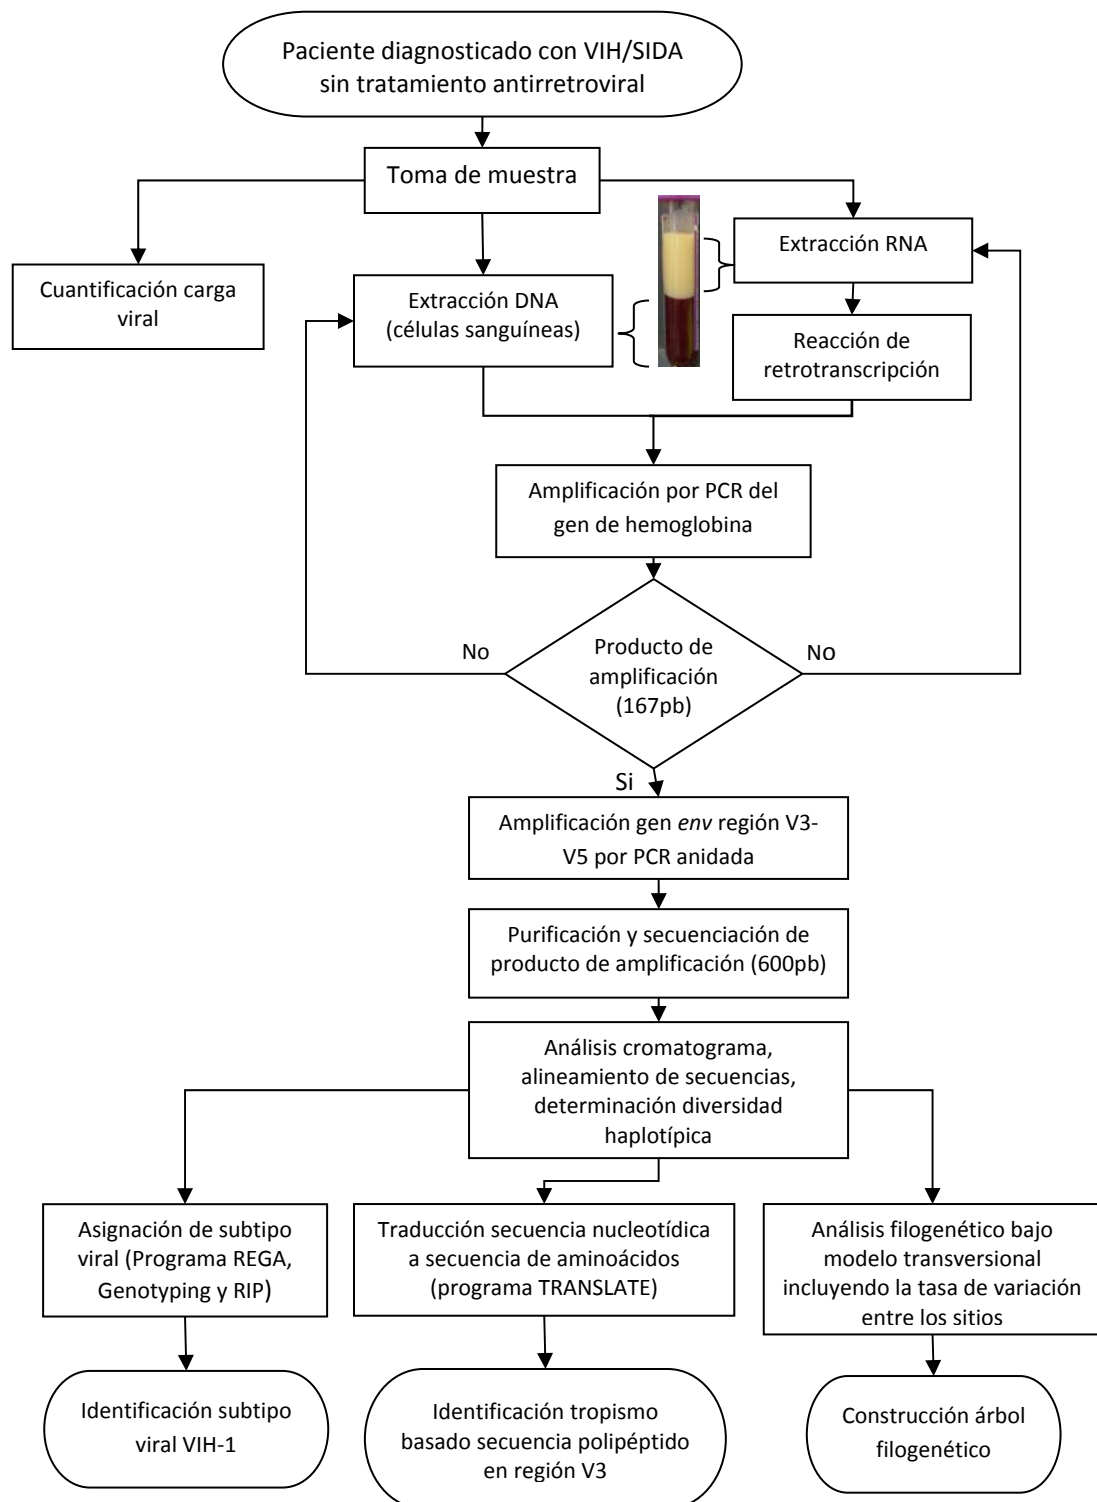 Paciente diagnosticado con VIH/SIDA
sin tratamiento antirretroviral
Toma de muestra
Cuantificación carga
viral
Extracción DNA
(células sanguíneas)
Extracción RNA
Reacción de
retrotranscripción
Amplificación por PCR del
gen de hemoglobina
No
Producto de
amplificación
(167pb)
No
Si
Amplificación gen env región V3-
V5 por PCR anidada
Purificación y secuenciación de
producto de amplificación (600pb)
Análisis cromatograma,
alineamiento de secuencias,
determinación diversidad
haplotípica
Asignación de subtipo
viral (Programa REGA,
Genotyping y RIP)
Traducción secuencia nucleotídica
a secuencia de aminoácidos
(programa TRANSLATE)
Análisis filogenético bajo
modelo transversional
incluyendo la tasa de variación
entre los sitios
Identificación subtipo
viral VIH-1
Identificación tropismo
basado secuencia polipéptido
en región V3
Construcción árbol
filogenético